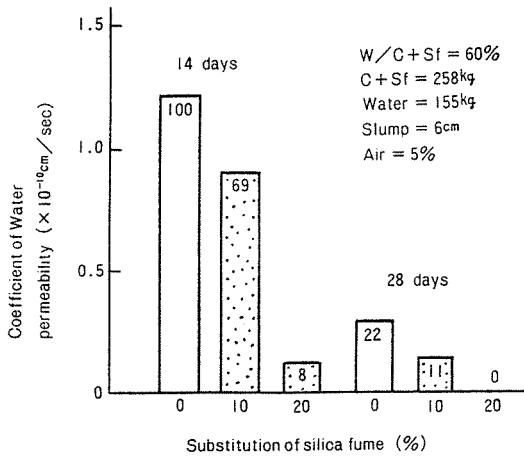 Coefficient of Water
permeability (×10⁻¹⁰cm/sec)
1.5
1.0
0.5
0
14 days
W/C+Sf = 60%
C+Sf = 258kg
Water = 155kg
Slump = 6cm
Air = 5%
100
69
8
28 days
22
11
0
0 10 20 0 10 20
Substitution of silica fume (%)